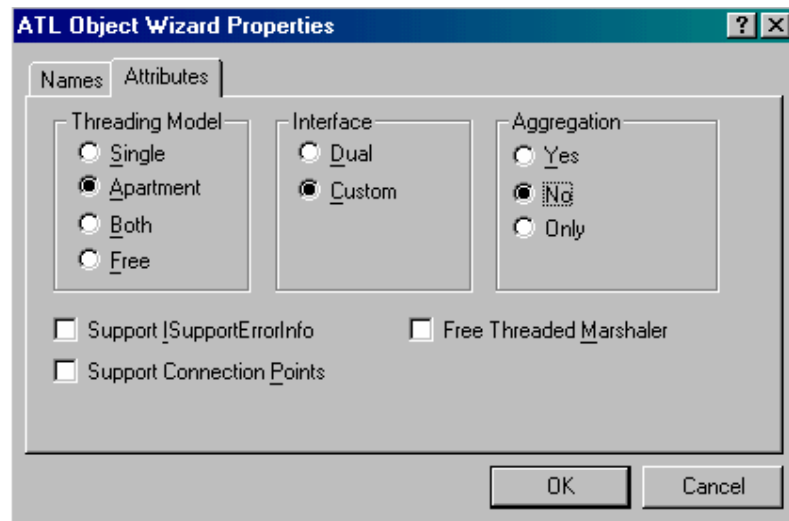 ATL Object Wizard Properties
Names Attributes
Threading Model
Single
Apartment
Both
Free
Interface
Dual
Custom
Aggregation
Yes
No
Only
Support ISupportErrorInfo
Free Threaded Marshaler
Support Connection Points
OK
Cancel